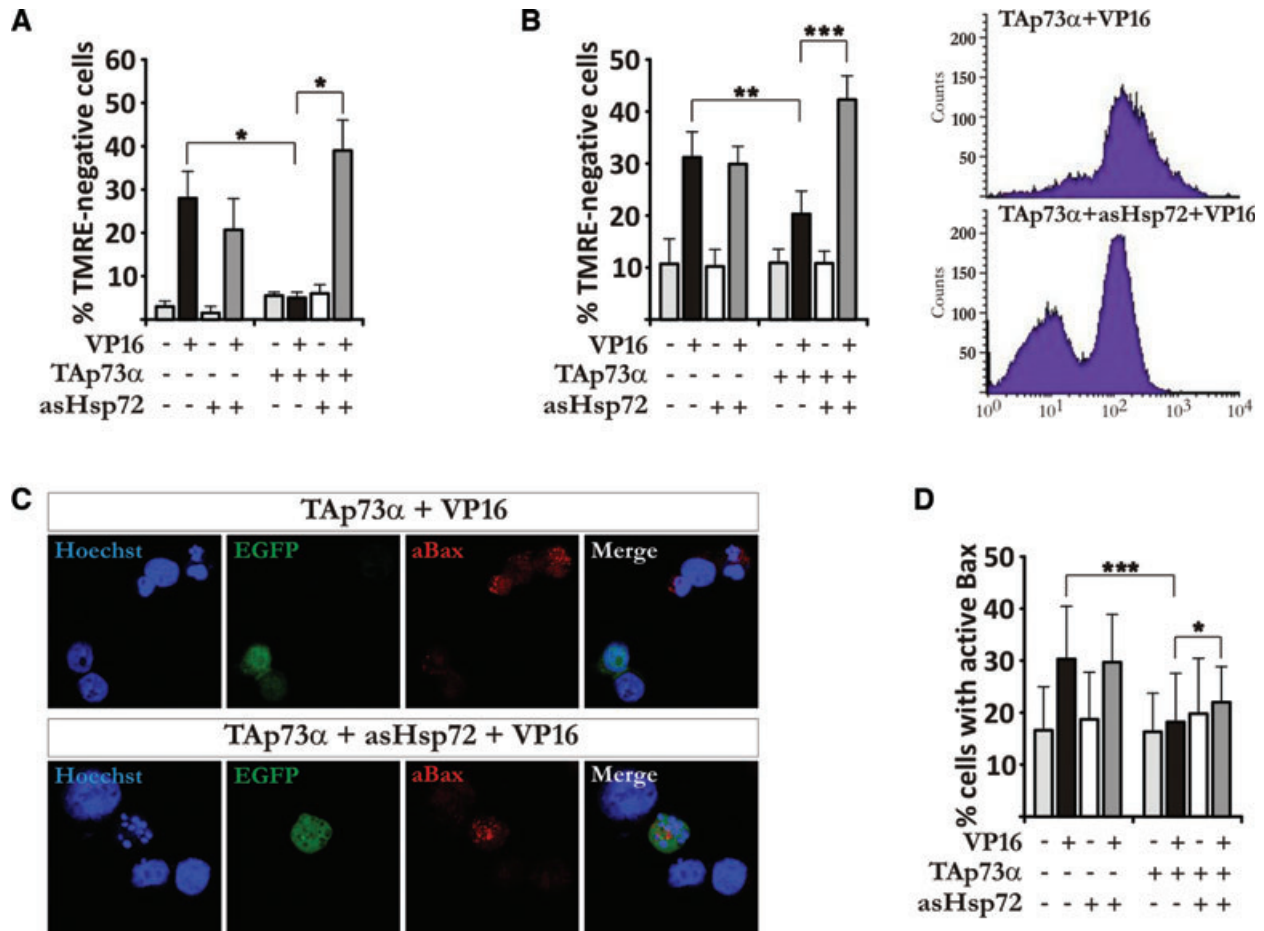 A
% TMRE-negative cells
60
50
40
30
20
10
*
*
VP16 - + - + - + - +
TAp73α - - - - + + + +
asHsp72 - - + + - - + +
B
% TMRE-negative cells
50
40
30
20
10
**
***
VP16 - + - + - + - +
TAp73α - - - - + + + +
asHsp72 - - + + - - + +
TAp73α+VP16
Counts
200
150
100
50
TAp73α+asHsp72+VP16
Counts
200
150
100
50
10⁰ 10¹ 10² 10³ 10⁴
C
TAp73α + VP16
Hoechst EGFP aBax Merge
TAp73α + asHsp72 + VP16
Hoechst EGFP aBax Merge
D
% cells with active Bax
50
40
30
20
10
***
*
VP16 - + - + - + - +
TAp73α - - - - + + + +
asHsp72 - - + + - - + +